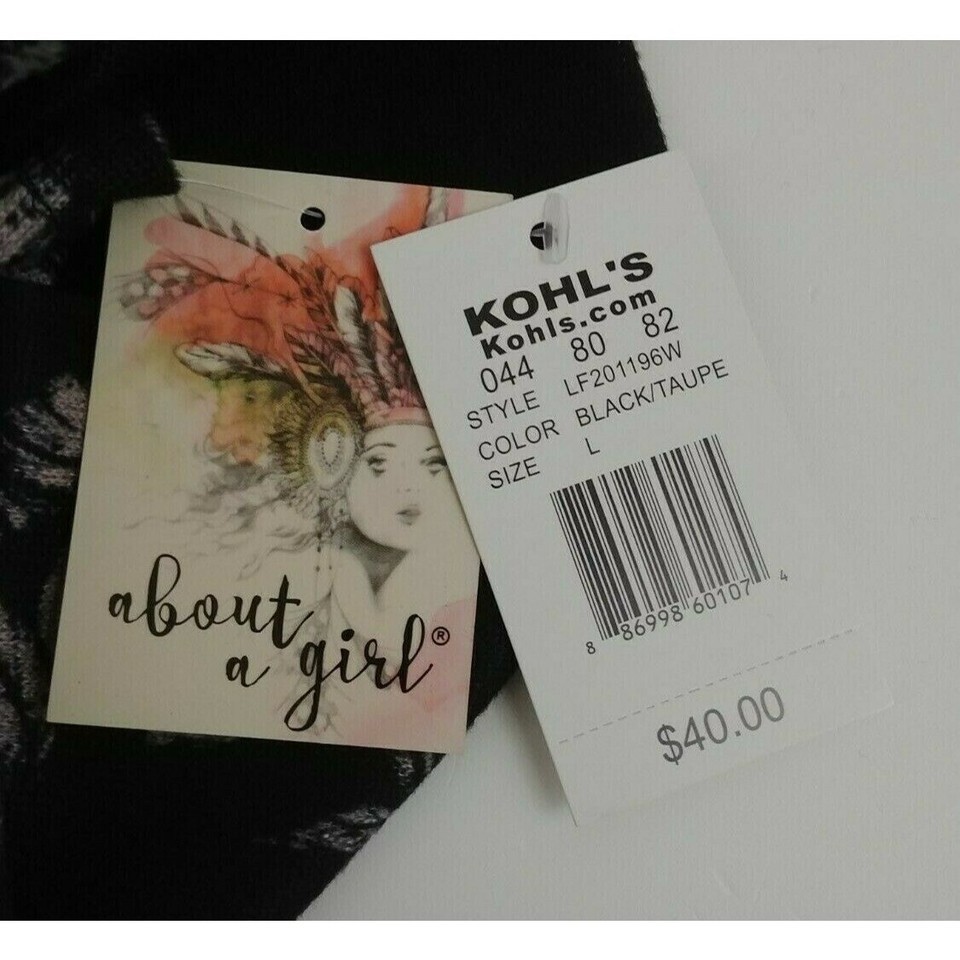 about
a girl®
KOHL'S
Kohls.com
044 80 82
STYLE LF201196W
COLOR BLACK/TAUPE
SIZE L
8 86998 60107 4
$40.00